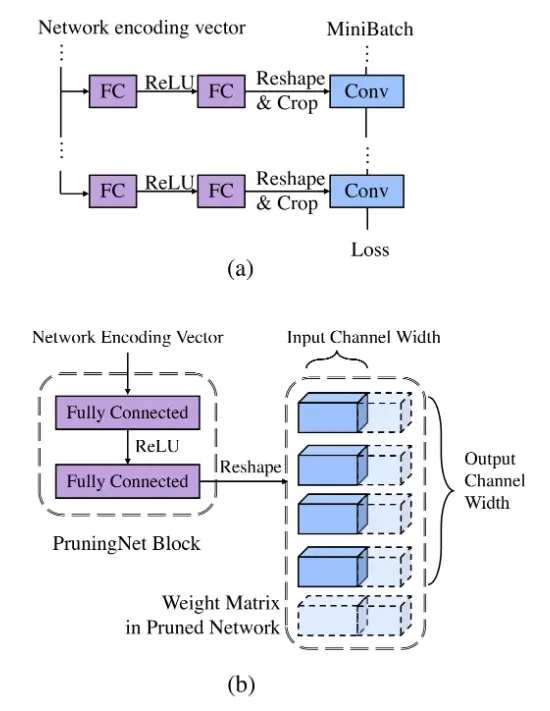 Network encoding vector
MiniBatch
FC
ReLU
FC
Reshape
& Crop
Conv
FC
ReLU
FC
Reshape
& Crop
Conv
Loss
(a)
Network Encoding Vector
Input Channel Width
Fully Connected
ReLU
Fully Connected
Reshape
Output
Channel
Width
PruningNet Block
Weight Matrix
in Pruned Network
(b)